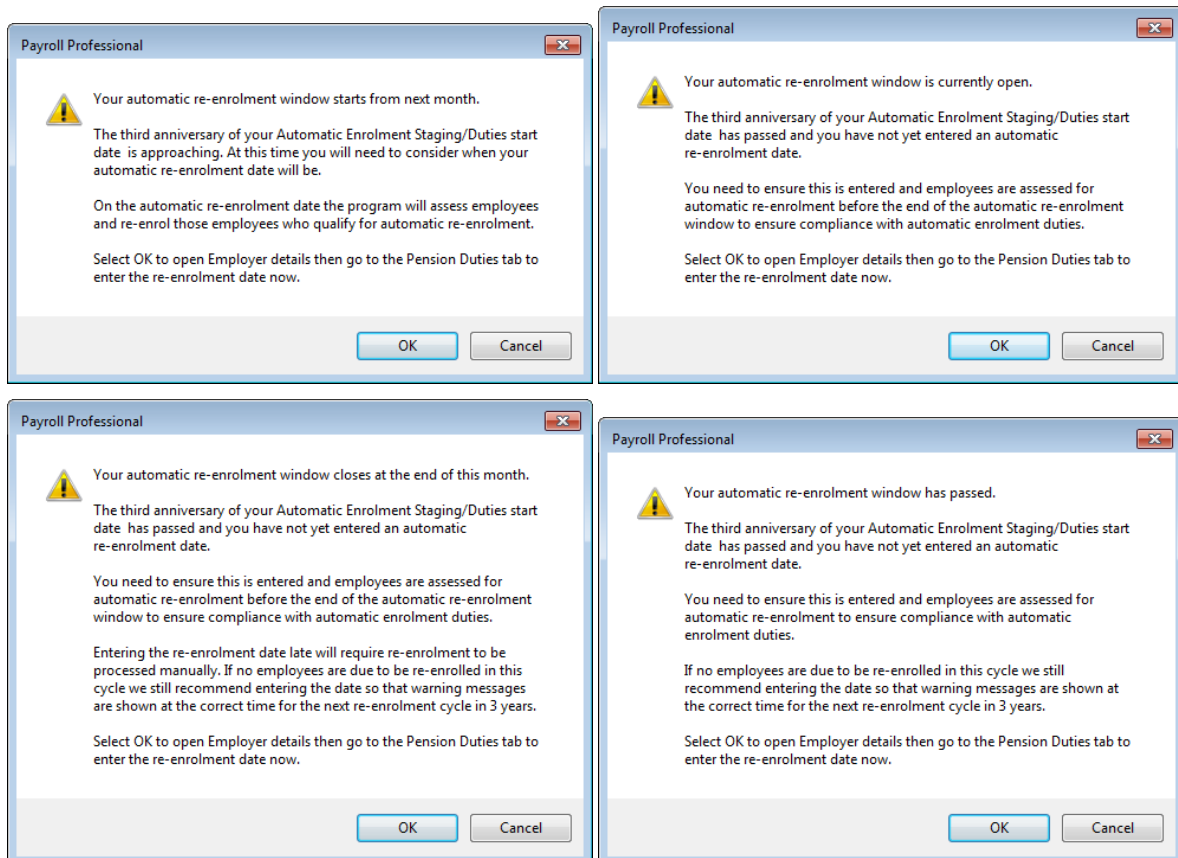 Payroll Professional
Your automatic re-enrolment window starts from next month.
The third anniversary of your Automatic Enrolment Staging/Duties start
date  is approaching. At this time you will need to consider when your
automatic re-enrolment date will be.
On the automatic re-enrolment date the program will assess employees
and re-enrol those employees who qualify for automatic re-enrolment.
Select OK to open Employer details then go to the Pension Duties tab to
enter the re-enrolment date now.
OK
Cancel
Payroll Professional
Your automatic re-enrolment window is currently open.
The third anniversary of your Automatic Enrolment Staging/Duties start
date  has passed and you have not yet entered an automatic
re-enrolment date.
You need to ensure this is entered and employees are assessed for
automatic re-enrolment before the end of the automatic re-enrolment
window to ensure compliance with automatic enrolment duties.
Select OK to open Employer details then go to the Pension Duties tab to
enter the re-enrolment date now.
OK
Cancel
Payroll Professional
Your automatic re-enrolment window closes at the end of this month.
The third anniversary of your Automatic Enrolment Staging/Duties start
date  has passed and you have not yet entered an automatic
re-enrolment date.
You need to ensure this is entered and employees are assessed for
automatic re-enrolment before the end of the automatic re-enrolment
window to ensure compliance with automatic enrolment duties.
Entering the re-enrolment date late will require re-enrolment to be
processed manually. If no employees are due to be re-enrolled in this
cycle we still recommend entering the date so that warning messages
are shown at the correct time for the next re-enrolment cycle in 3 years.
Select OK to open Employer details then go to the Pension Duties tab to
enter the re-enrolment date now.
OK
Cancel
Payroll Professional
Your automatic re-enrolment window has passed.
The third anniversary of your Automatic Enrolment Staging/Duties start
date  has passed and you have not yet entered an automatic
re-enrolment date.
You need to ensure this is entered and employees are assessed for
automatic re-enrolment to ensure compliance with automatic
enrolment duties.
If no employees are due to be re-enrolled in this cycle we still
recommend entering the date so that warning messages are shown at
the correct time for the next re-enrolment cycle in 3 years.
Select OK to open Employer details then go to the Pension Duties tab to
enter the re-enrolment date now.
OK
Cancel